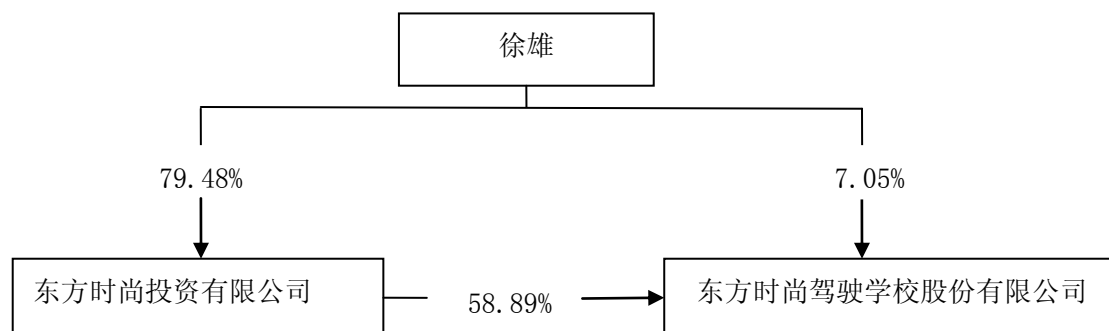 徐雄
79.48%
7.05%
东方时尚投资有限公司
58.89%
东方时尚驾驶学校股份有限公司